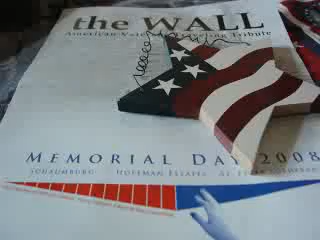 the WALL
American Veterans Traveling Tribute
MEMORIAL DAY 2008
SCHAUMBURG HOFFMAN ESTATES